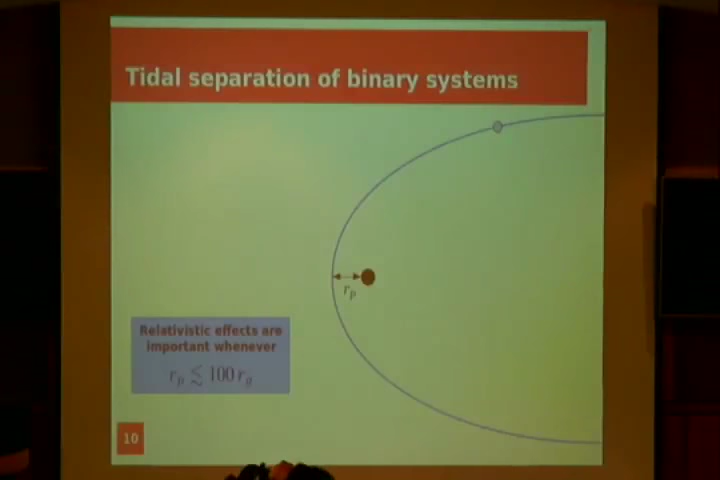 Tidal separation of binary systems
r_p
Relativistic effects are
important whenever
r_p ≲ 100 r_g
10